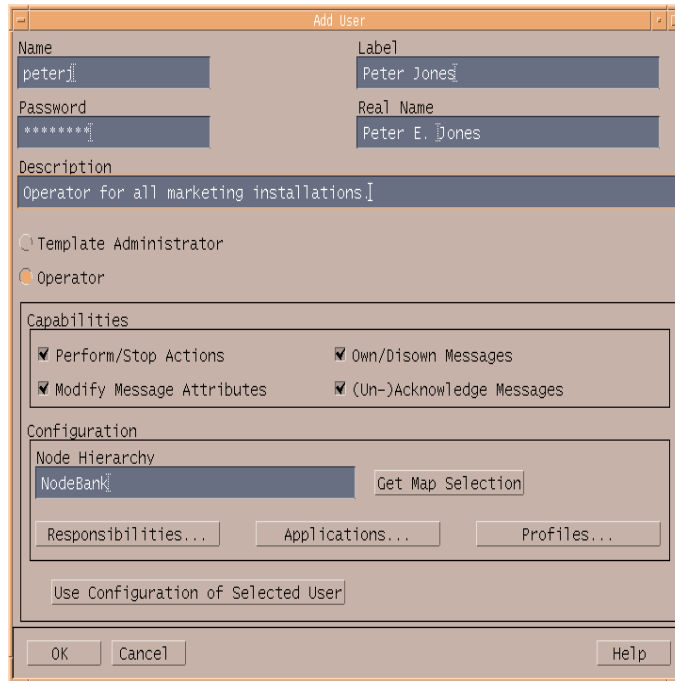 Add User
Name Label
peterj Peter Jones
Password Real Name
******** Peter E. Jones
Description
Operator for all marketing installations.
Template Administrator
Operator
Capabilities
Perform/Stop Actions Own/Disown Messages
Modify Message Attributes (Un-)Acknowledge Messages
Configuration
Node Hierarchy
NodeBank Get Map Selection
Responsibilities... Applications... Profiles...
Use Configuration of Selected User
OK Cancel Help